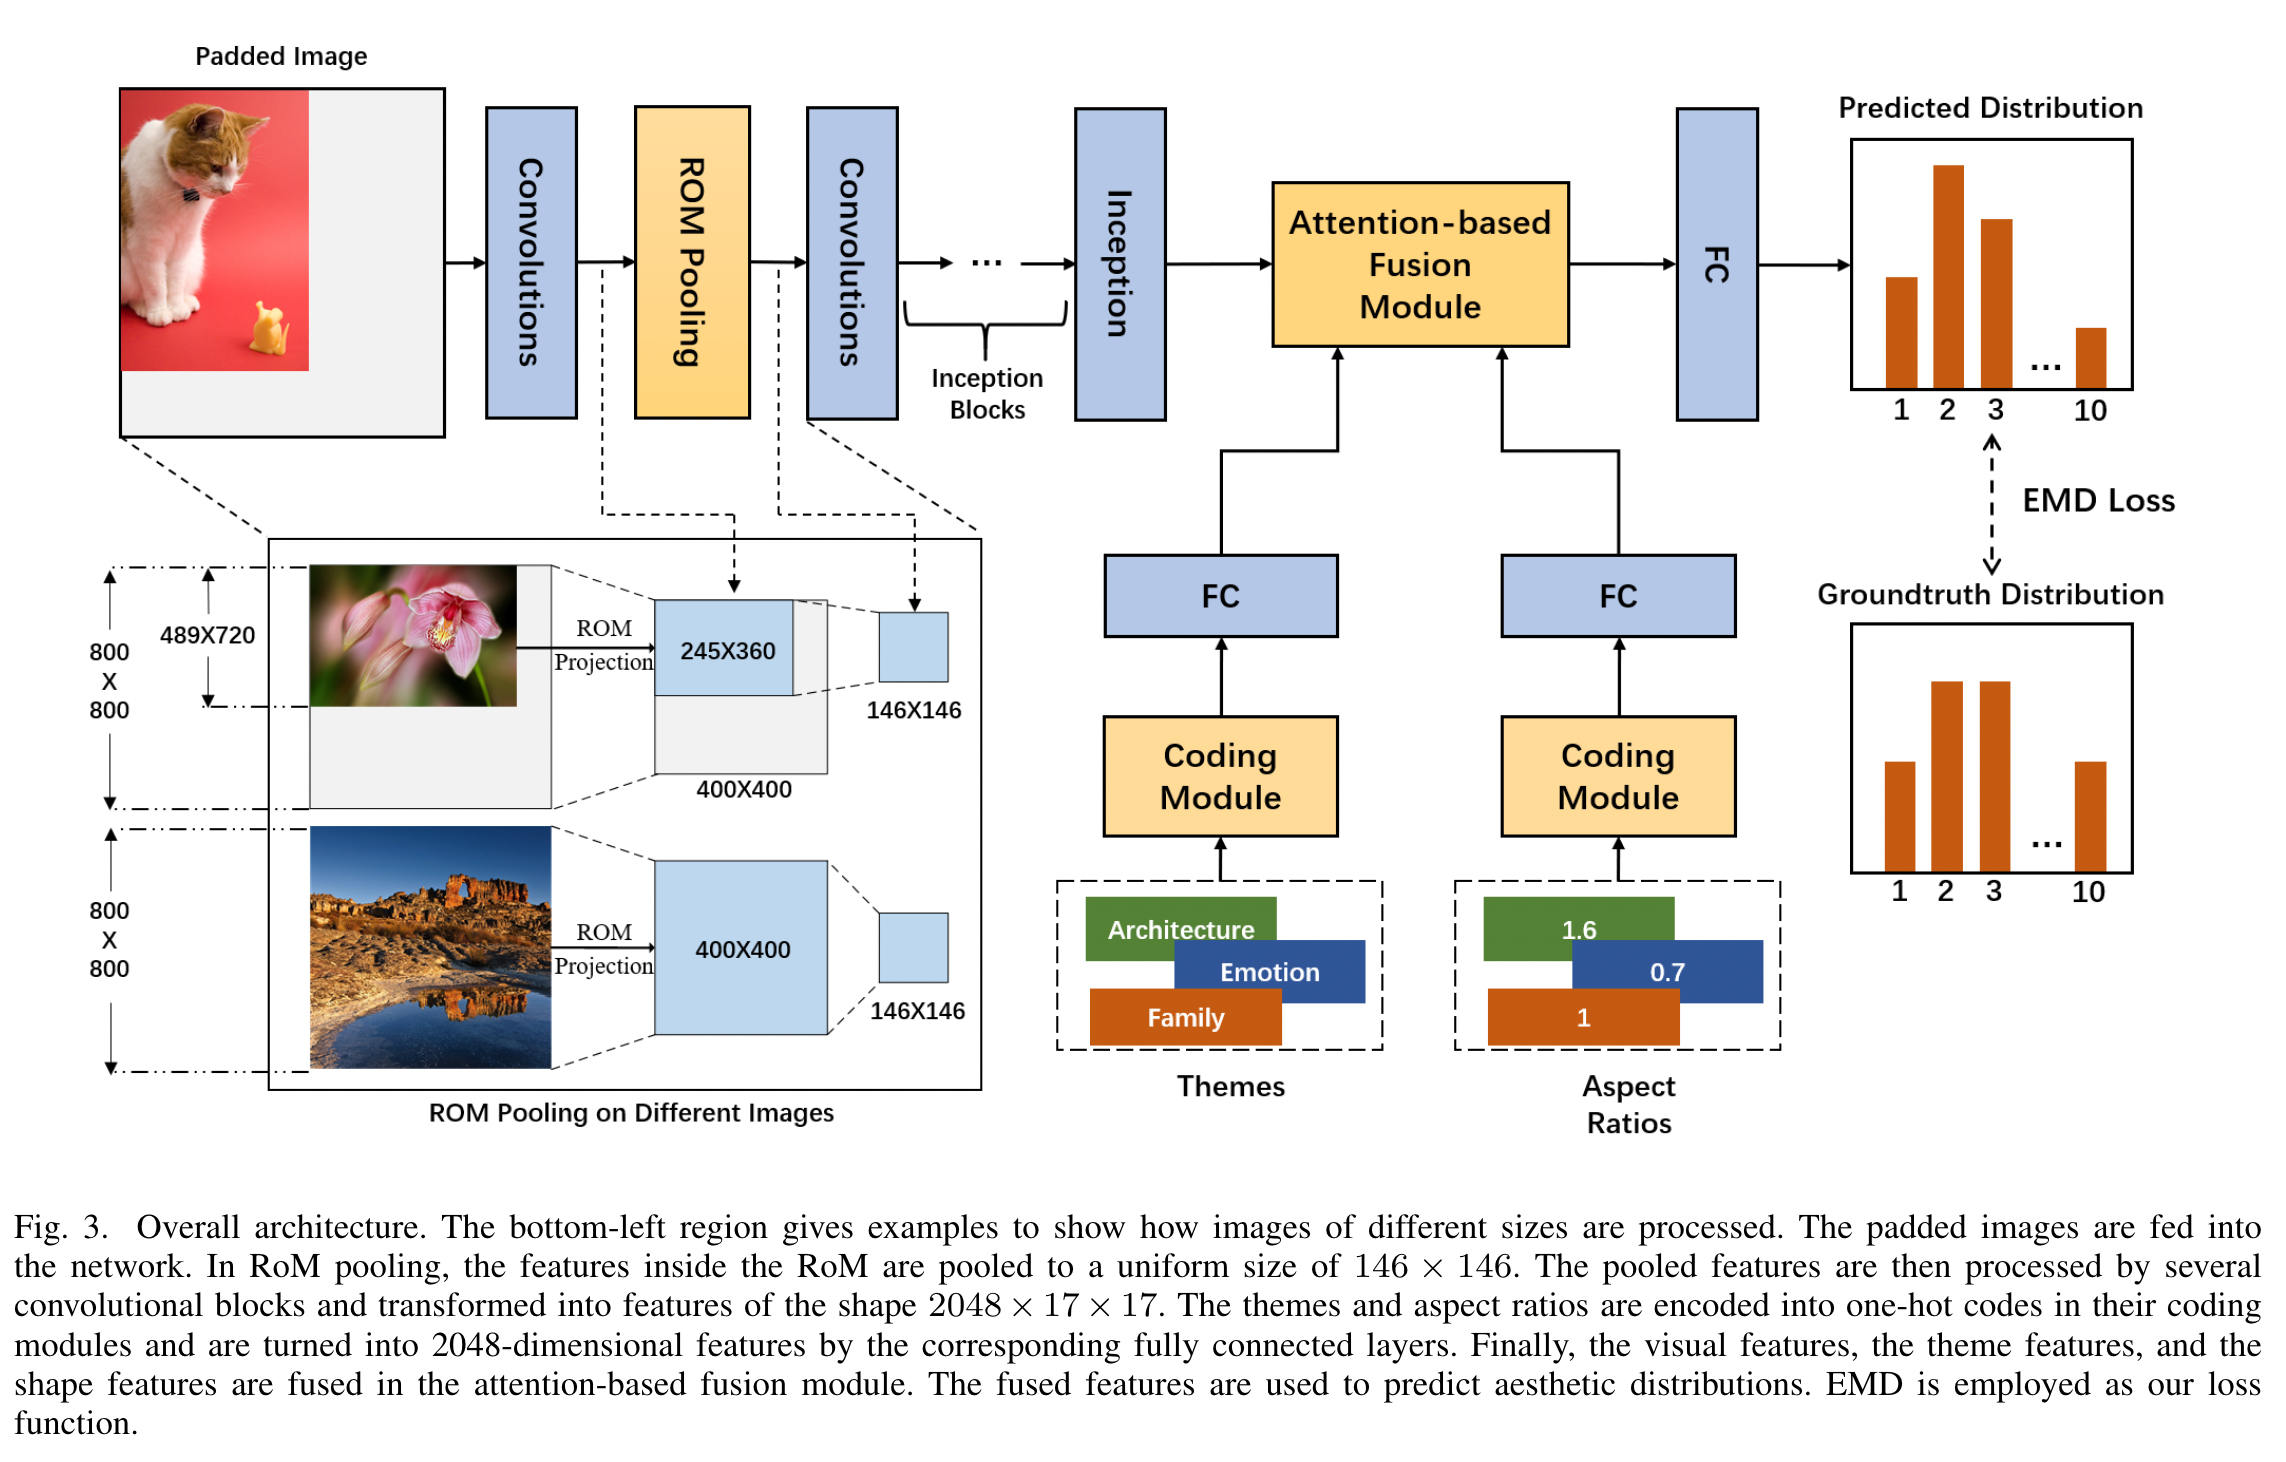 Padded Image
Convolutions
ROM Pooling
Convolutions
...
Inception
Blocks
Inception
Attention-based
Fusion
Module
FC
Predicted Distribution
...
1 2 3 10
EMD Loss
Groundtruth Distribution
...
1 2 3 10
800
X
800
489X720
ROM
Projection
245X360
400X400
146X146
800
X
800
ROM
Projection
400X400
146X146
ROM Pooling on Different Images
FC
Coding
Module
Architecture
Emotion
Family
Themes
FC
Coding
Module
1.6
0.7
1
Aspect
Ratios
Fig. 3. Overall architecture. The bottom-left region gives examples to show how images of different sizes are processed. The padded images are fed into
the network. In RoM pooling, the features inside the RoM are pooled to a uniform size of 146 × 146. The pooled features are then processed by several
convolutional blocks and transformed into features of the shape 2048 × 17 × 17. The themes and aspect ratios are encoded into one-hot codes in their coding
modules and are turned into 2048-dimensional features by the corresponding fully connected layers. Finally, the visual features, the theme features, and the
shape features are fused in the attention-based fusion module. The fused features are used to predict aesthetic distributions. EMD is employed as our loss
function.